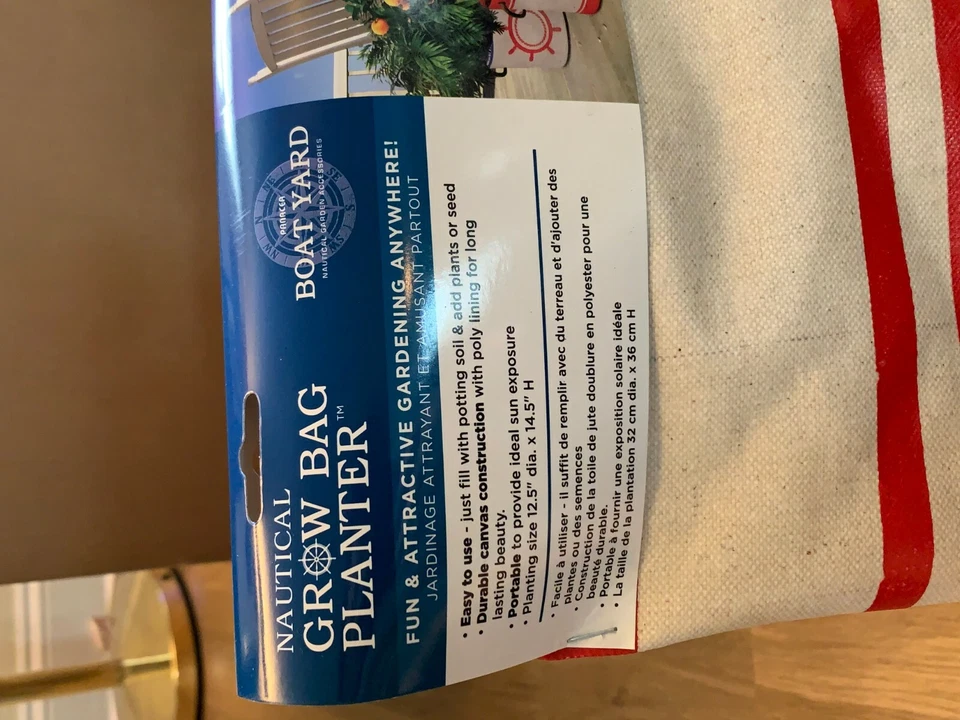 NAUTICAL
GROW BAG
PLANTER™
PANACEA
BOAT YARD
NAUTICAL GARDEN ACCESSORIES
N
NE
SE
S
SW
W
NW
FUN & ATTRACTIVE GARDENING ANYWHERE!
JARDINAGE ATTRAYANT ET AMUSANT PARTOUT
• Easy to use - just fill with potting soil & add plants or seed
• Durable canvas construction with poly lining for long
lasting beauty.
• Portable to provide ideal sun exposure
• Planting size 12.5" dia. x 14.5" H
• Facile à utiliser - il suffit de remplir avec du terreau et d'ajouter des
plantes ou des semences
• Construction de la toile de jute doublure en polyester pour une
beauté durable.
• Portable à fournir une exposition solaire idéale
• La taille de la plantation 32 cm dia. x 36 cm H